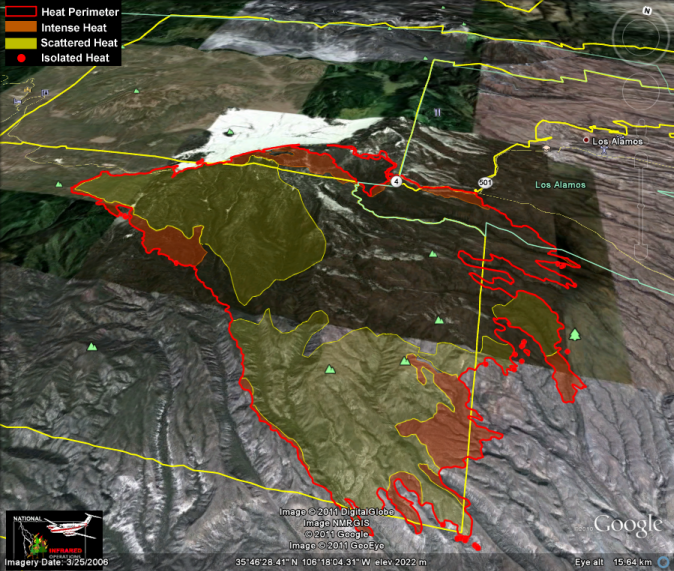 Heat Perimeter
Intense Heat
Scattered Heat
Isolated Heat
N
Los Alamos
4
501
Los Alamos
Image © 2011 DigitalGlobe
Image NMRGIS
© 2011 Google
Image © 2011 GeoEye
Google
NATIONAL
INFRARED
OPERATIONS
Imagery Date: 3/25/2006
35°46'28.41" N 106°18'04.31" W elev 2022 m
Eye alt 15.64 km